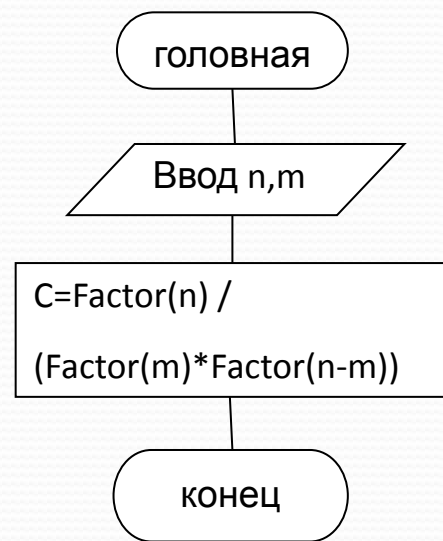 головная
Ввод n,m
C=Factor(n) /
(Factor(m)*Factor(n-m))
конец